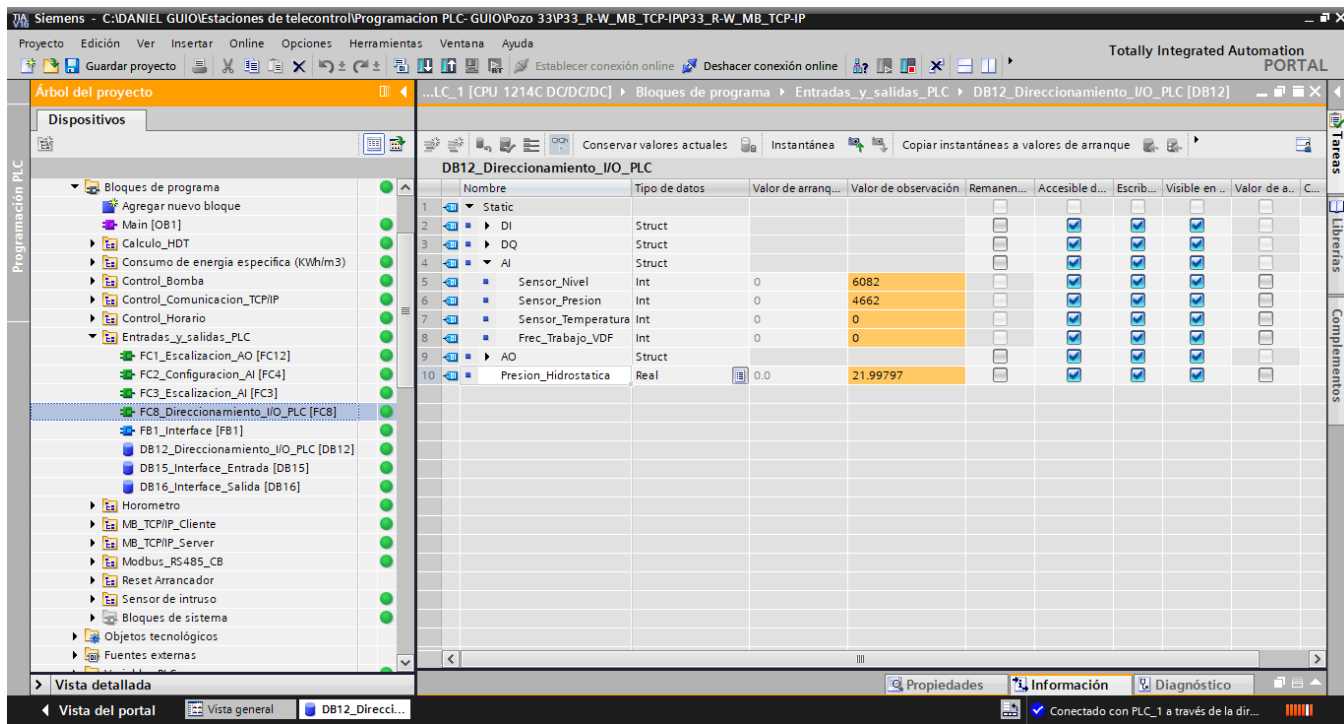 Siemens - C:\DANIEL GUIO\Estaciones de telecontrol\Programacion PLC- GUIO\Pozo 33\P33_R-W_MB_TCP-IP\P33_R-W_MB_TCP-IP
Proyecto Edición Ver Insertar Online Opciones Herramientas Ventana Ayuda
Totally Integrated Automation
PORTAL
Guardar proyecto Establecer conexión online Deshacer conexión online
Árbol del proyecto
...LC_1 [CPU 1214C DC/DC/DC] Bloques de programa Entradas_y_salidas_PLC DB12_Direccionamiento_I/O_PLC [DB12]
Dispositivos
Programación PLC
Bloques de programa
Agregar nuevo bloque
Main [OB1]
Calculo_HDT
Consumo de energia especifica (KWh/m3)
Control_Bomba
Control_Comunicacion_TCP/IP
Control_Horario
Entradas_y_salidas_PLC
FC1_Escalizacion_AO [FC12]
FC2_Configuracion_AI [FC4]
FC3_Escalizacion_AI [FC3]
FC8_Direccionamiento_I/O_PLC [FC8]
FB1_Interface [FB1]
DB12_Direccionamiento_I/O_PLC [DB12]
DB15_Interface_Entrada [DB15]
DB16_Interface_Salida [DB16]
Horometro
MB_TCP/IP_Cliente
MB_TCP/IP_Server
Modbus_RS485_CB
Reset Arrancador
Sensor de intruso
Bloques de sistema
Objetos tecnológicos
Fuentes externas
Conservar valores actuales Instantánea Copiar instantáneas a valores de arranque
DB12_Direccionamiento_I/O_PLC
Nombre Tipo de datos Valor de arranq... Valor de observación Remanen... Accesible d... Escrib... Visible en .. Valor de a.. C...
1 Static
2 DI Struct
3 DQ Struct
4 AI Struct
5 Sensor_Nivel Int 0 6082
6 Sensor_Presion Int 0 4662
7 Sensor_Temperatura Int 0 0
8 Frec_Trabajo_VDF Int 0 0
9 AO Struct
10 Presion_Hidrostatica Real 0.0 21.99797
Tareas
Librerías
Complementos
Vista detallada
Propiedades Información Diagnóstico
Vista del portal Vista general DB12_Direcci...
Conectado con PLC_1 a través de la dir...